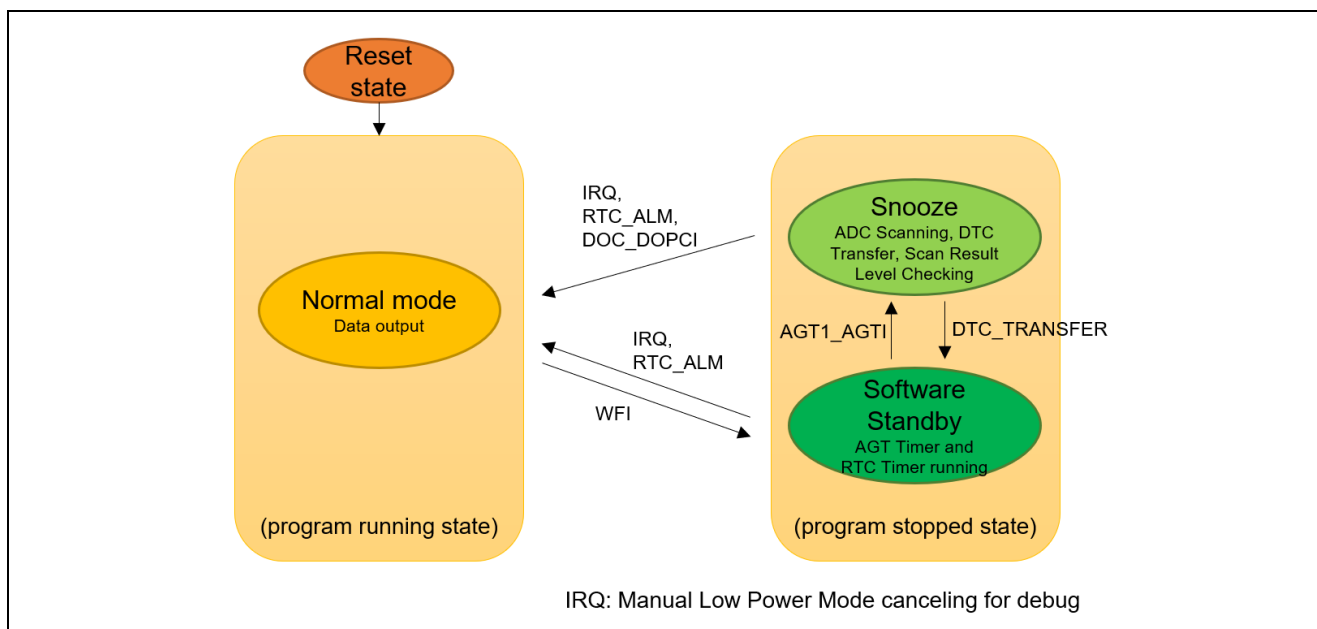 Reset
state
IRQ,
RTC_ALM,
DOC_DOPCI
Snooze
ADC Scanning, DTC
Transfer, Scan Result
Level Checking
Normal mode
Data output
AGT1_AGTI
DTC_TRANSFER
IRQ,
RTC_ALM
WFI
Software
Standby
AGT Timer and
RTC Timer running
(program running state)
(program stopped state)
IRQ: Manual Low Power Mode canceling for debug